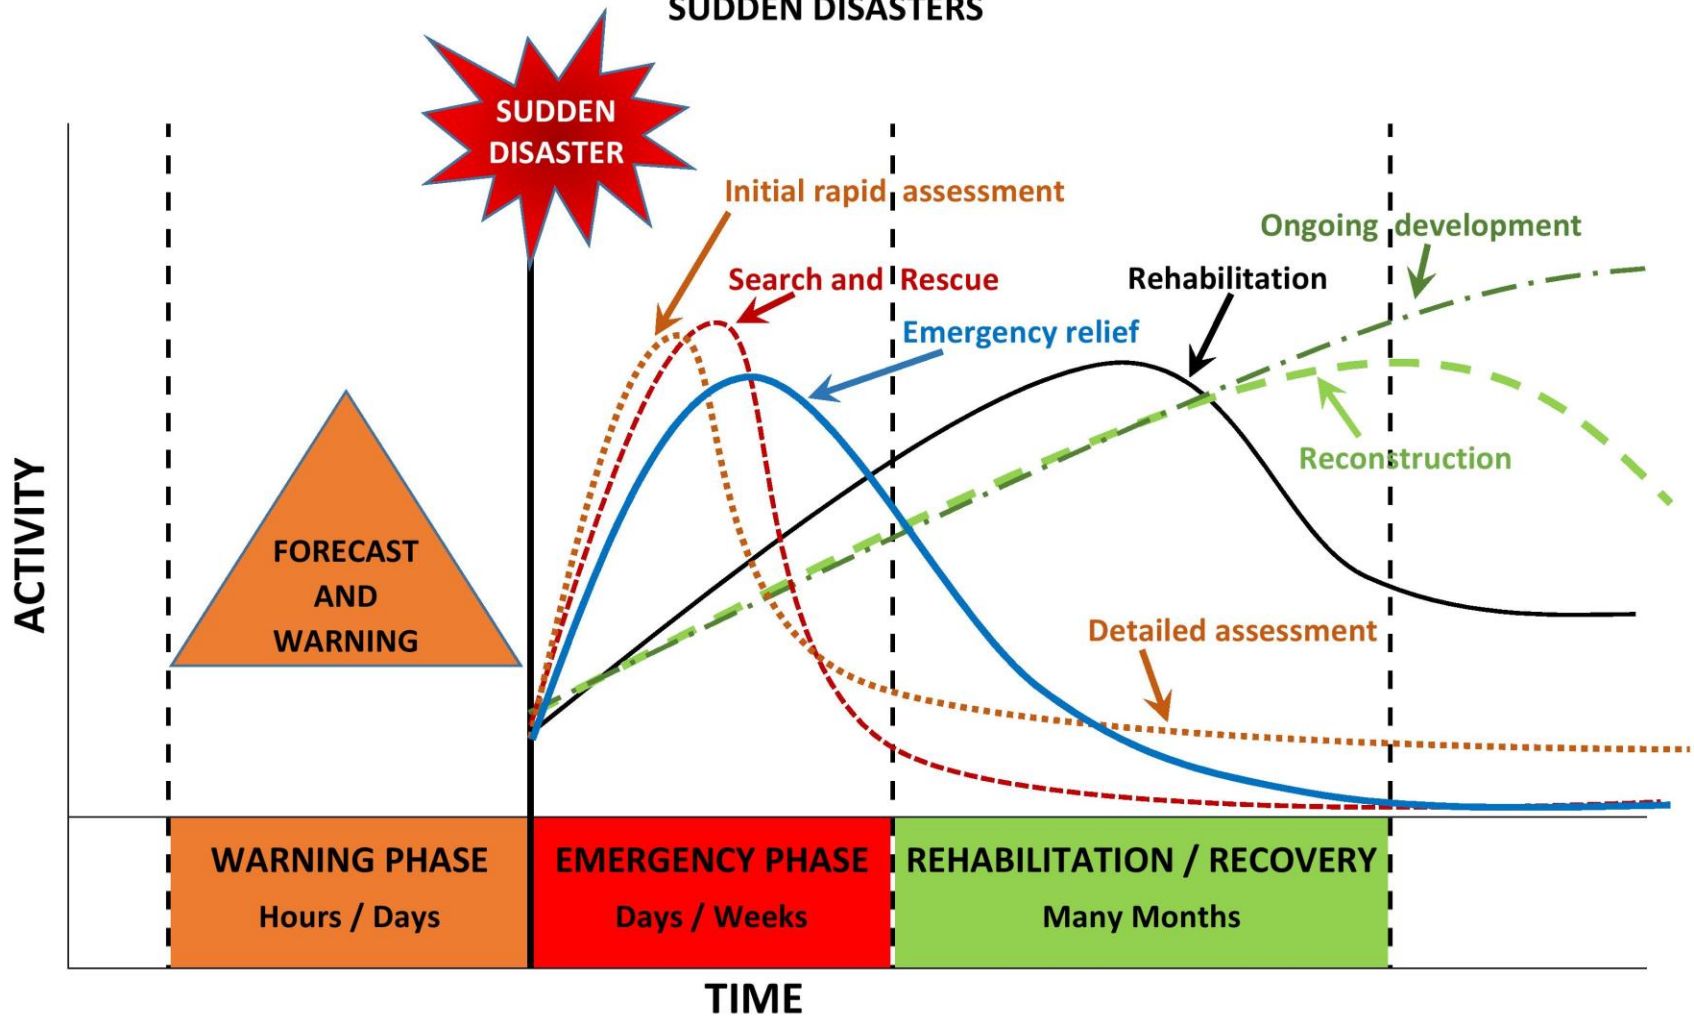 SUDDEN DISASTERS
SUDDEN
DISASTER
Initial rapid assessment
Ongoing development
Search and Rescue
Rehabilitation
Emergency relief
Reconstruction
FORECAST
AND
WARNING
ACTIVITY
Detailed assessment
WARNING PHASE
Hours / Days
EMERGENCY PHASE
Days / Weeks
REHABILITATION / RECOVERY
Many Months
TIME